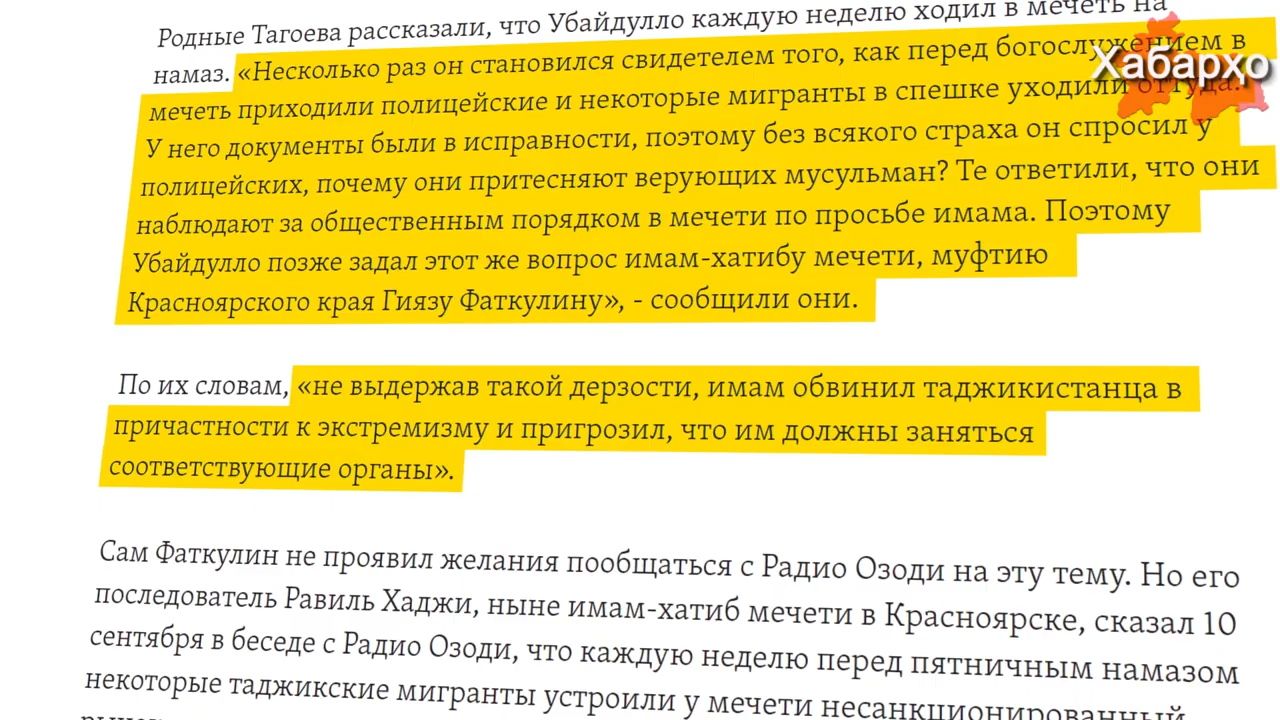 Родные Тагоева рассказали, что Убайдулло каждую неделю ходил в мечеть на
намаз. «Несколько раз он становился свидетелем того, как перед богослужением в
мечеть приходили полицейские и некоторые мигранты в спешке уходили оттуда.
У него документы были в исправности, поэтому без всякого страха он спросил у
полицейских, почему они притесняют верующих мусульман? Те ответили, что они
наблюдают за общественным порядком в мечети по просьбе имама. Поэтому
Убайдулло позже задал этот же вопрос имам-хатибу мечети, муфтию
Красноярского края Гиязу Фаткулину», - сообщили они.
По их словам, «не выдержав такой дерзости, имам обвинил таджикистанца в
причастности к экстремизму и пригрозил, что им должны заняться
соответствующие органы».
Сам Фаткулин не проявил желания пообщаться с Радио Озоди на эту тему. Но его
последователь Равиль Хаджи, ныне имам-хатиб мечети в Красноярске, сказал 10
сентября в беседе с Радио Озоди, что каждую неделю перед пятничным намазом
некоторые таджикские мигранты устроили у мечети несанкционированный
Хабарҳо